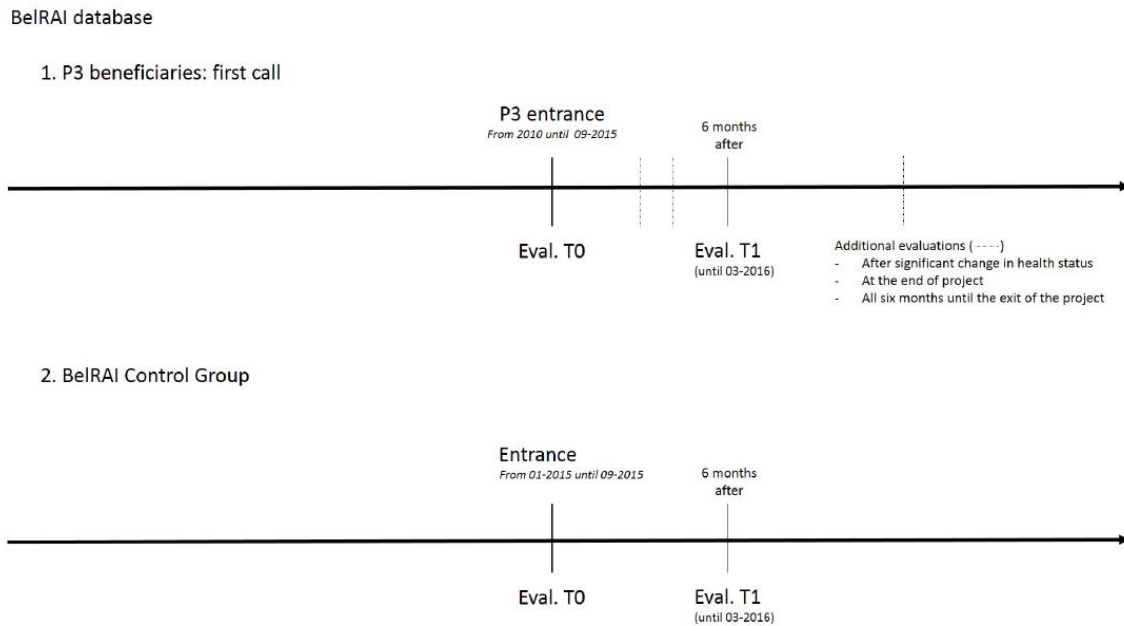 BelRAI database
1. P3 beneficiaries: first call
P3 entrance
From 2010 until 09-2015
6 months
after
Eval. T0
Eval. T1
(until 03-2016)
Additional evaluations (----)
- After significant change in health status
- At the end of project
- All six months until the exit of the project
2. BelRAI Control Group
Entrance
From 01-2015 until 09-2015
6 months
after
Eval. T0
Eval. T1
(until 03-2016)